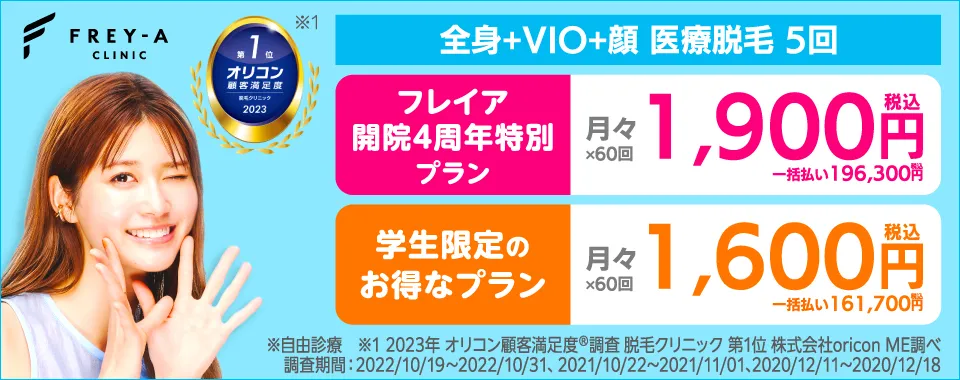 FREY-A
CLINIC
※1
第1位
オリコン
顧客満足度
脱毛クリニック
2023
全身+VIO+顔 医療脱毛 5回
フレイア
開院4周年特別
プラン
月々
×60回
1,900円
税込
一括払い196,300円
税込
学生限定の
お得なプラン
月々
×60回
1,600円
税込
一括払い161,700円
税込
※自由診療 ※1 2023年 オリコン顧客満足度®調査 脱毛クリニック 第1位 株式会社oricon ME調べ
調査期間：2022/10/19~2022/10/31、2021/10/22~2021/11/01、2020/12/11~2020/12/18